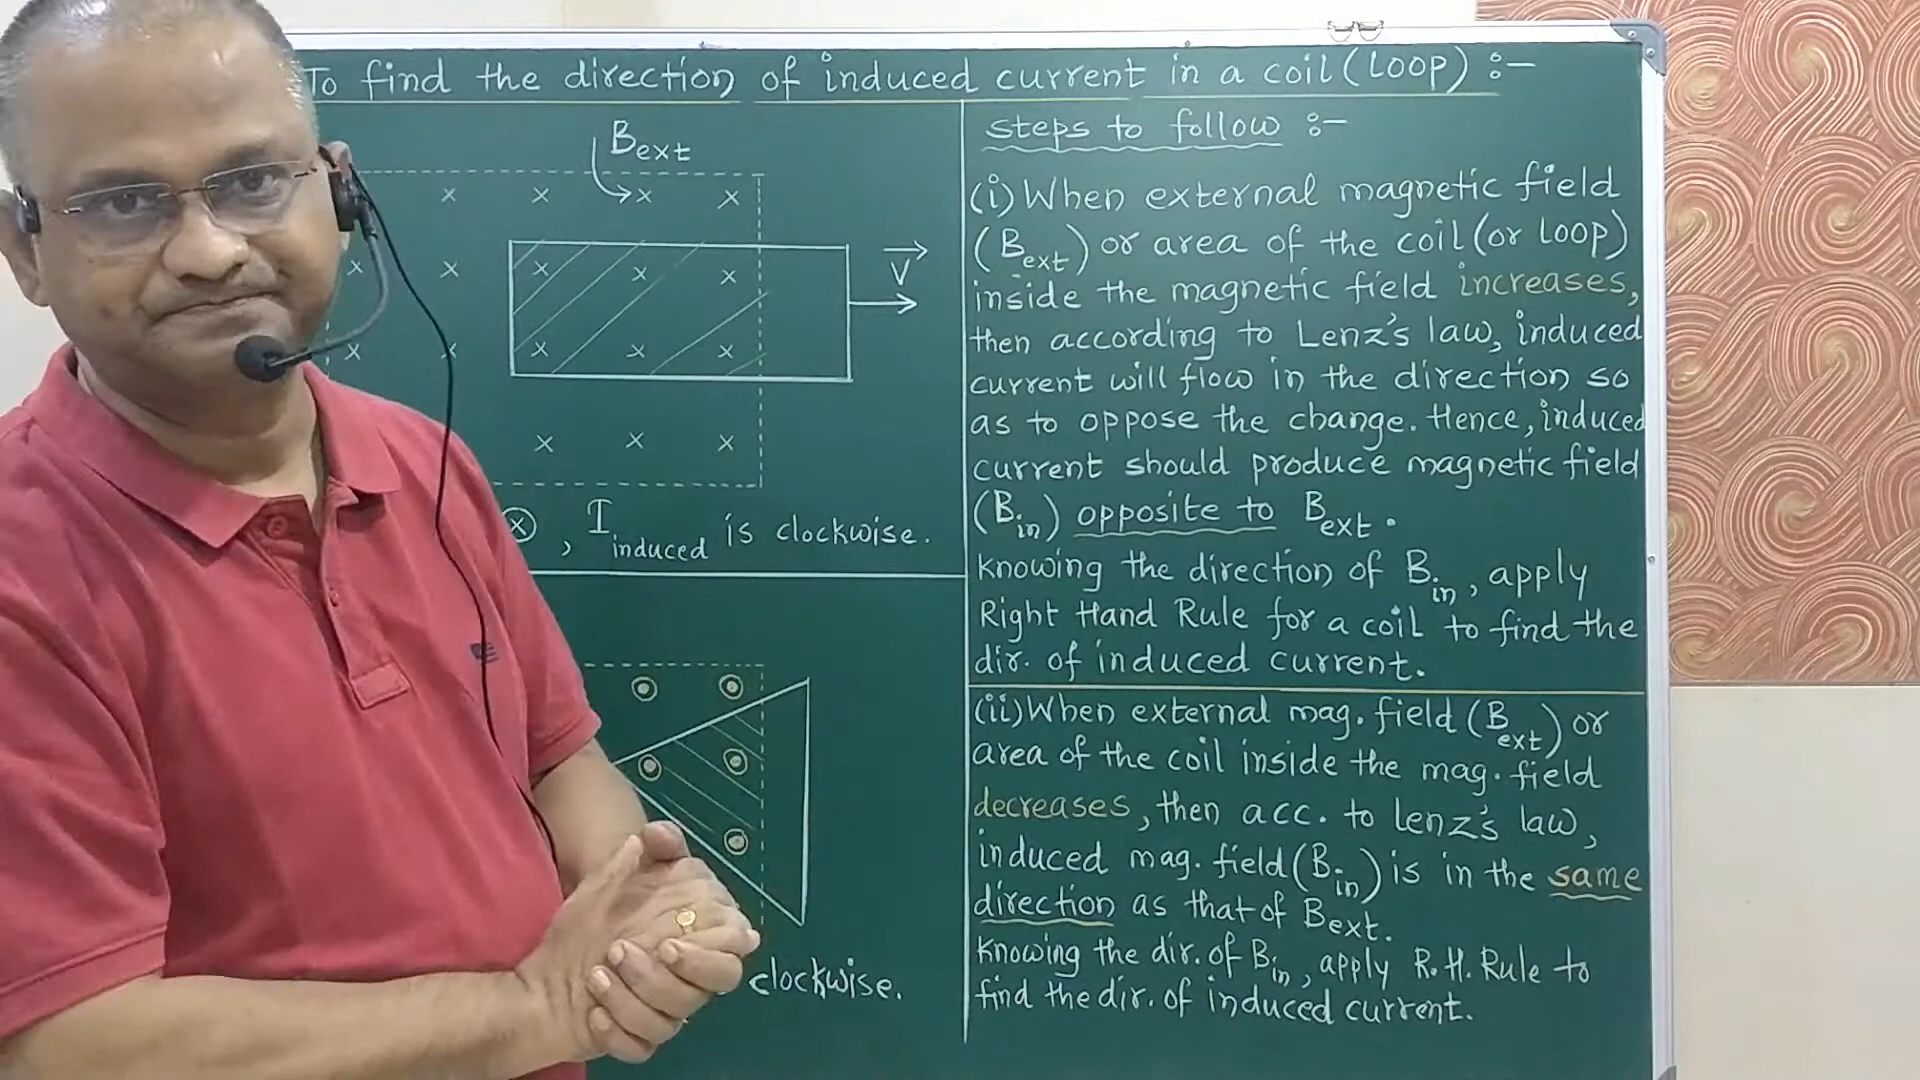 To find the direction of induced current in a coil (LOOP) :-
Bext
x x x x
V
x x x x x
x x x x x
x x x
⊗, Iinduced is clockwise.
clockwise.
steps to follow :-
(i) When external magnetic field
(Bext) or area of the coil (or LOOP)
inside the magnetic field increases,
then according to Lenz's law, induced
current will flow in the direction so
as to oppose the change. Hence, induced
current should produce magnetic field
(Bin) opposite to Bext.
knowing the direction of Bin, apply
Right Hand Rule for a coil to find the
dir. of induced current.
(ii) When external mag. field (Bext) or
area of the coil inside the mag. field
decreases, then acc. to Lenz's law,
induced mag. field (Bin) is in the same
direction as that of Bext.
Knowing the dir. of Bin, apply R.H. Rule to
find the dir. of induced current.